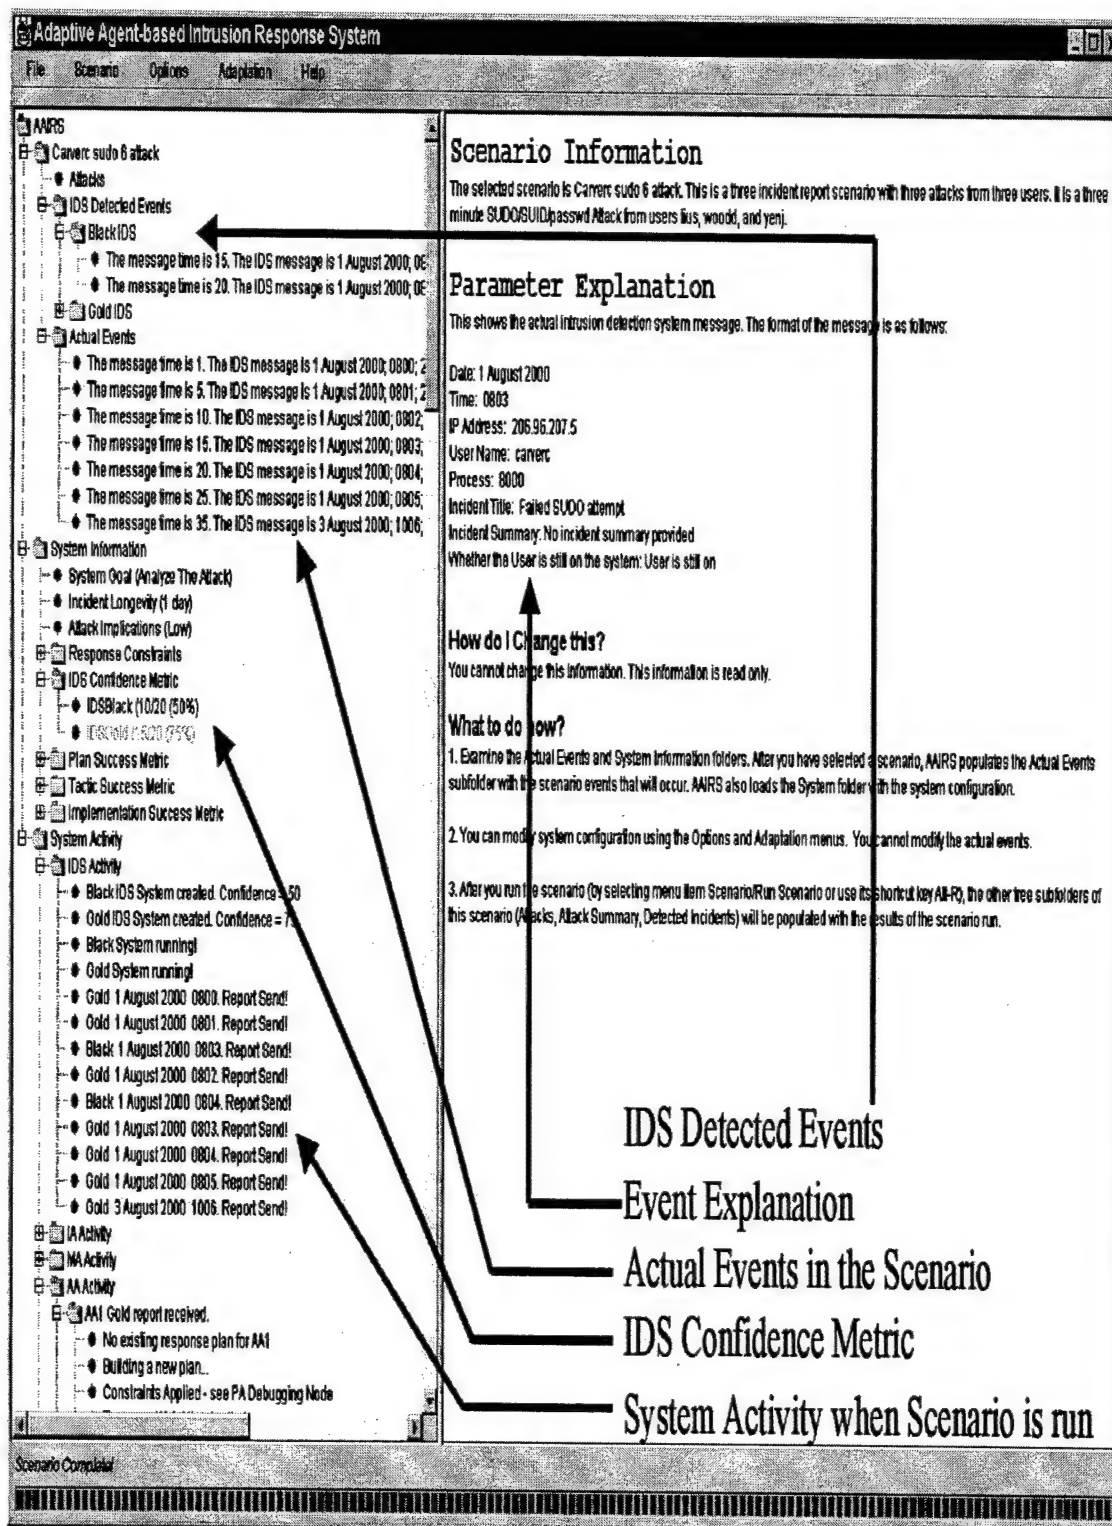 Adaptive Agent-based Intrusion Response System
File Scenario Options Adaptation Help
AAIRS
Carverc sudo 6 attack
Attacks
IDS Detected Events
Black IDS
The message time is 15. The IDS message is 1 August 2000; 08
The message time is 20. The IDS message is 1 August 2000; 08
Gold IDS
Actual Events
The message time is 1. The IDS message is 1 August 2000; 0800; 2
The message time is 5. The IDS message is 1 August 2000; 0801; 2
The message time is 10. The IDS message is 1 August 2000; 0802;
The message time is 15. The IDS message is 1 August 2000; 0803;
The message time is 20. The IDS message is 1 August 2000; 0804;
The message time is 25. The IDS message is 1 August 2000; 0805;
The message time is 35. The IDS message is 3 August 2000; 1006;
System Information
System Goal (Analyze The Attack)
Incident Longevity (1 day)
Attack Implications (Low)
Response Constraints
IDS Confidence Metric
IDSBlack (10/20 (50%)
IDSGold (15/20 (75%)
Plan Success Metric
Tactic Success Metric
Implementation Success Metric
System Activity
IDS Activity
Black IDS System created. Confidence = 50
Gold IDS System created. Confidence = 75
Black System running!
Gold System running!
Gold 1 August 2000 0800. Report Send!
Gold 1 August 2000 0801. Report Send!
Black 1 August 2000 0803. Report Send!
Gold 1 August 2000 0802. Report Send!
Black 1 August 2000 0804. Report Send!
Gold 1 August 2000 0803. Report Send!
Gold 1 August 2000 0804. Report Send!
Gold 1 August 2000 0805. Report Send!
Gold 3 August 2000 1006. Report Send!
IA Activity
MA Activity
AA Activity
AA1 Gold report received.
No existing response plan for AA1
Building a new plan...
Constraints Applied - see PA Debugging Node
Scenario Information
The selected scenario is Carverc sudo 6 attack. This is a three incident report scenario with three attacks from three users. It is a three
minute SUDO/SUID/passwd Attack from users lius, woodd, and yenj.
Parameter Explanation
This shows the actual intrusion detection system message. The format of the message is as follows:
Date: 1 August 2000
Time: 0803
IP Address: 206.96.207.5
User Name: carverc
Process: 8000
Incident Title: Failed SUDO attempt
Incident Summary: No incident summary provided
Whether the User is still on the system: User is still on
How do I Change this?
You cannot change this information. This information is read only.
What to do now?
1. Examine the Actual Events and System Information folders. After you have selected a scenario, AAIRS populates the Actual Events
subfolder with the scenario events that will occur. AAIRS also loads the System folder with the system configuration.
2. You can modify system configuration using the Options and Adaptation menus. You cannot modify the actual events.
3. After you run the scenario (by selecting menu item Scenario/Run Scenario or use its shortcut key Alt-R), the other tree subfolders of
this scenario (Attacks, Attack Summary, Detected Incidents) will be populated with the results of the scenario run.
IDS Detected Events
Event Explanation
Actual Events in the Scenario
IDS Confidence Metric
System Activity when Scenario is run
Scenario Complete!